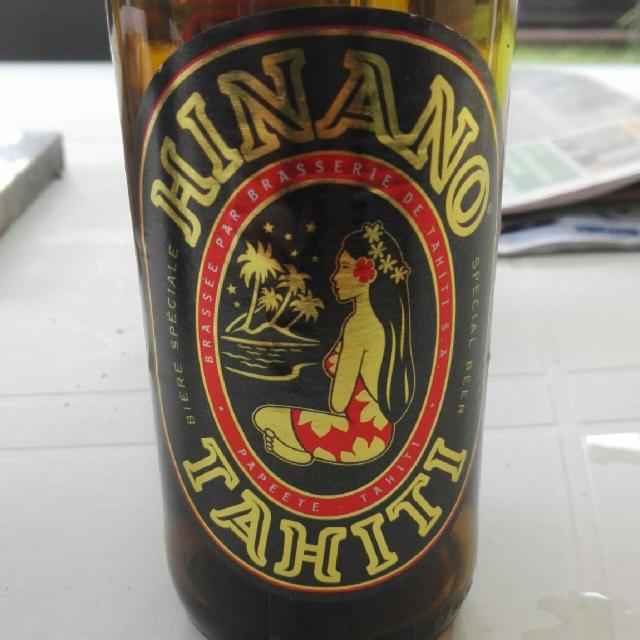 HINANO
BRASSÉE PAR BRASSERIE DE TAHITI S.A.
PAPEETE - TAHITI
BIÈRE SPÉCIALE
SPECIAL BEER
TAHITI